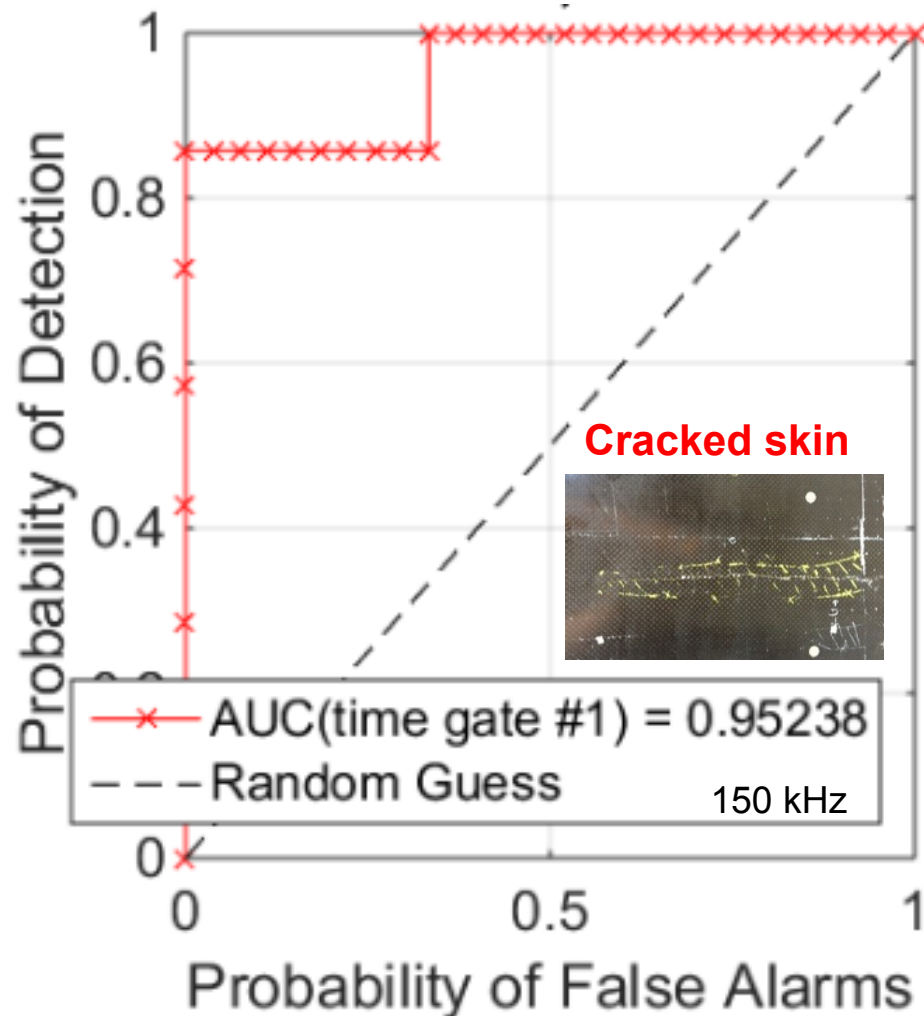 1
0.8
0.6
0.4
0
0
0.5
1
Probability of Detection
Probability of False Alarms
Cracked skin
AUC(time gate #1) = 0.95238
Random Guess
150 kHz